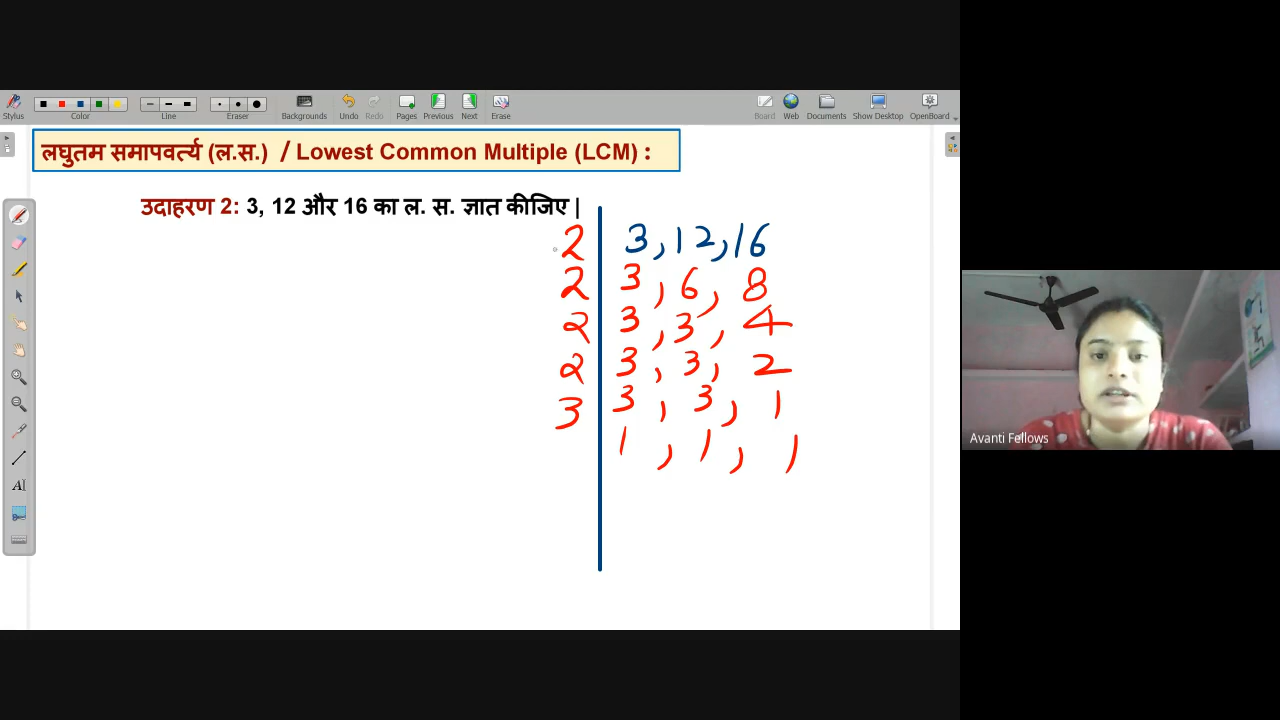 Stylus
Color
Line
Eraser
Backgrounds
Undo
Redo
Pages
Previous
Next
Erase
Board
Web
Documents
Show Desktop
OpenBoard
लघुतम समापवर्त्य (ल.स.) / Lowest Common Multiple (LCM) :
उदाहरण 2: 3, 12 और 16 का ल. स. ज्ञात कीजिए |
2 3, 12, 16
2 3, 6, 8
2 3, 3, 4
2 3, 3, 2
3 3, 3, 1
1, 1, 1
AI
Avanti Fellows